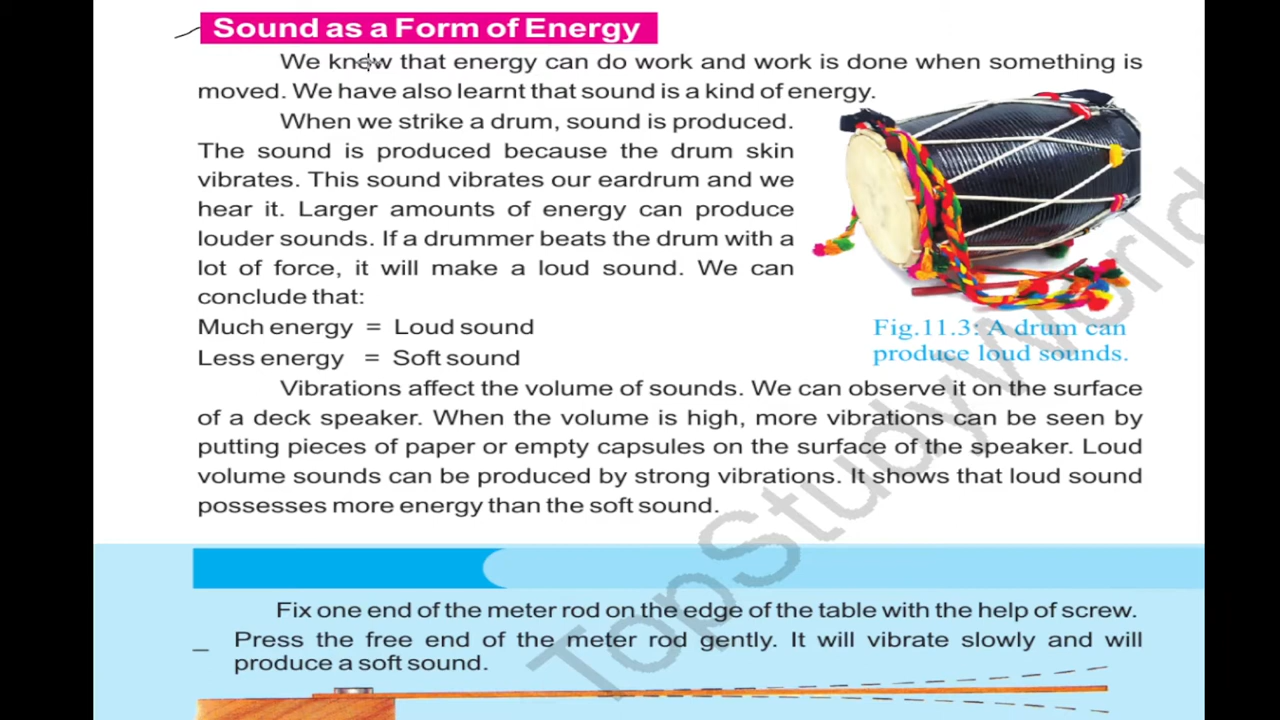 Sound as a Form of Energy
We know that energy can do work and work is done when something is
moved. We have also learnt that sound is a kind of energy.
When we strike a drum, sound is produced.
The sound is produced because the drum skin
vibrates. This sound vibrates our eardrum and we
hear it. Larger amounts of energy can produce
louder sounds. If a drummer beats the drum with a
lot of force, it will make a loud sound. We can
conclude that:
Much energy = Loud sound
Less energy = Soft sound
Fig.11.3: A drum can
produce loud sounds.
Vibrations affect the volume of sounds. We can observe it on the surface
of a deck speaker. When the volume is high, more vibrations can be seen by
putting pieces of paper or empty capsules on the surface of the speaker. Loud
volume sounds can be produced by strong vibrations. It shows that loud sound
possesses more energy than the soft sound.
Fix one end of the meter rod on the edge of the table with the help of screw.
Press the free end of the meter rod gently. It will vibrate slowly and will
produce a soft sound.
TopStudyWorld